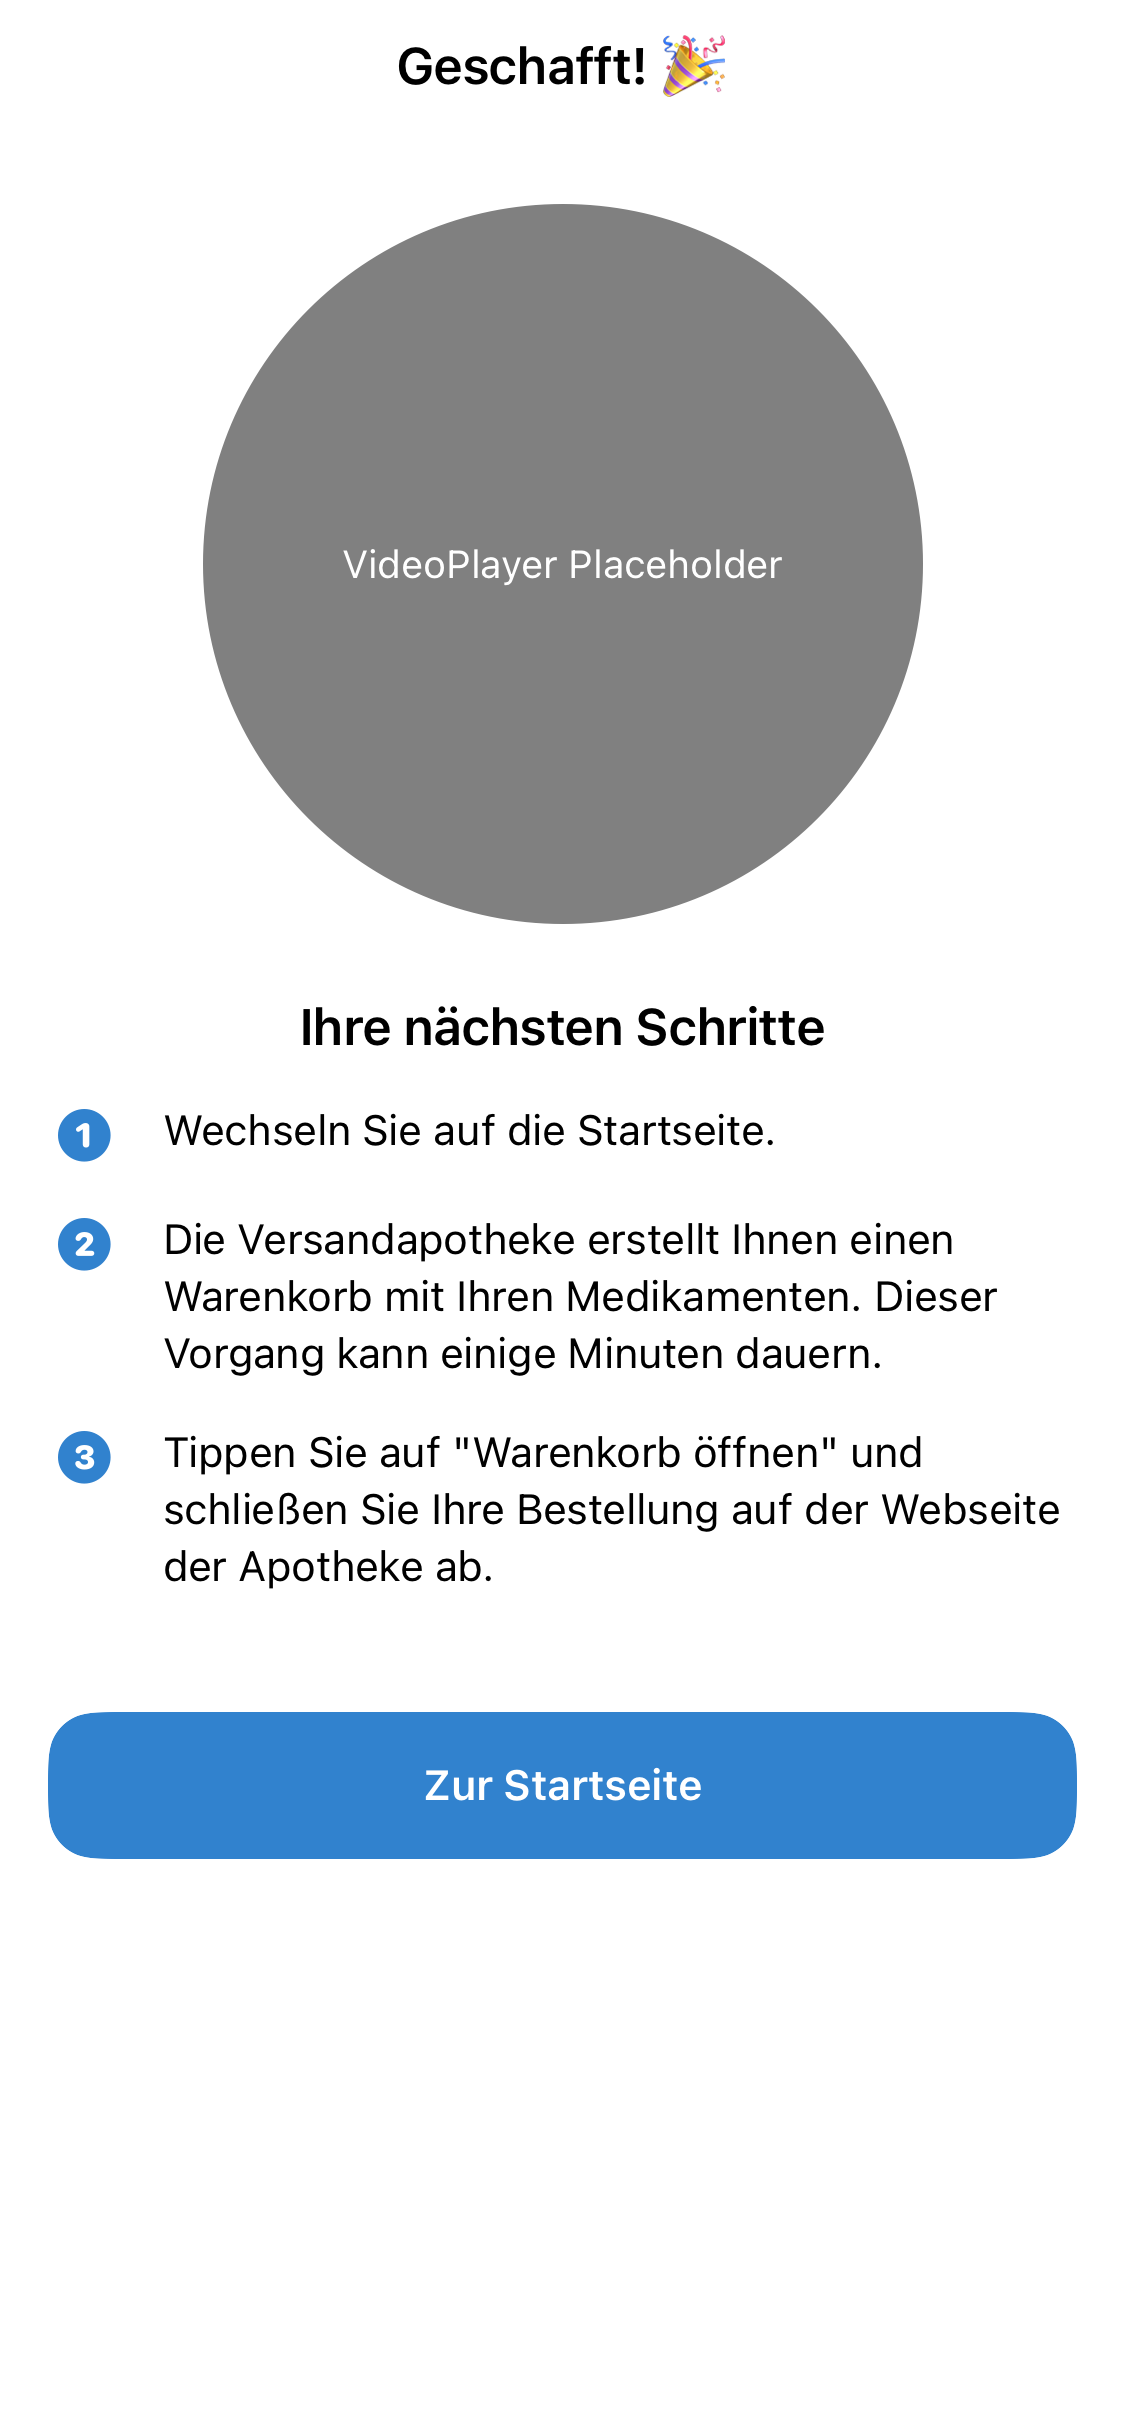 Geschafft! 🎉
VideoPlayer Placeholder
Ihre nächsten Schritte
1 Wechseln Sie auf die Startseite.
2 Die Versandapotheke erstellt Ihnen einen
Warenkorb mit Ihren Medikamenten. Dieser
Vorgang kann einige Minuten dauern.
3 Tippen Sie auf "Warenkorb öffnen" und
schließen Sie Ihre Bestellung auf der Webseite
der Apotheke ab.
Zur Startseite